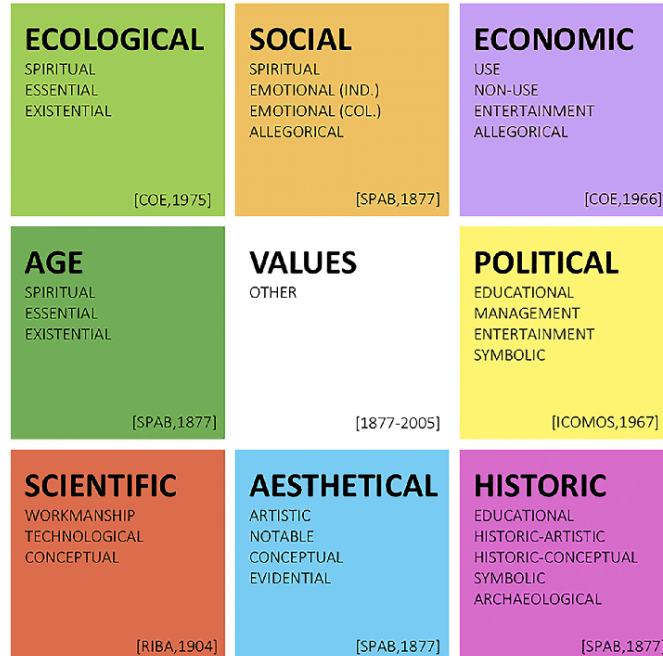 ECOLOGICAL
SPIRITUAL
ESSENTIAL
EXISTENTIAL
[COE,1975]
SOCIAL
SPIRITUAL
EMOTIONAL (IND.)
EMOTIONAL (COL.)
ALLEGORICAL
[SPAB,1877]
ECONOMIC
USE
NON-USE
ENTERTAINMENT
ALLEGORICAL
[COE,1966]
AGE
SPIRITUAL
ESSENTIAL
EXISTENTIAL
[SPAB,1877]
VALUES
OTHER
[1877-2005]
POLITICAL
EDUCATIONAL
MANAGEMENT
ENTERTAINMENT
SYMBOLIC
[ICOMOS,1967]
SCIENTIFIC
WORKMANSHIP
TECHNOLOGICAL
CONCEPTUAL
[RIBA,1904]
AESTHETICAL
ARTISTIC
NOTABLE
CONCEPTUAL
EVIDENTIAL
[SPAB,1877]
HISTORIC
EDUCATIONAL
HISTORIC-ARTISTIC
HISTORIC-CONCEPTUAL
SYMBOLIC
ARCHAEOLOGICAL
[SPAB,1877]